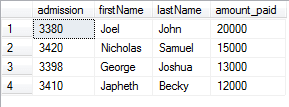 admission firstName lastName amount_paid
1 3380 Joel John 20000
2 3420 Nicholas Samuel 15000
3 3398 George Joshua 13000
4 3410 Japheth Becky 12000